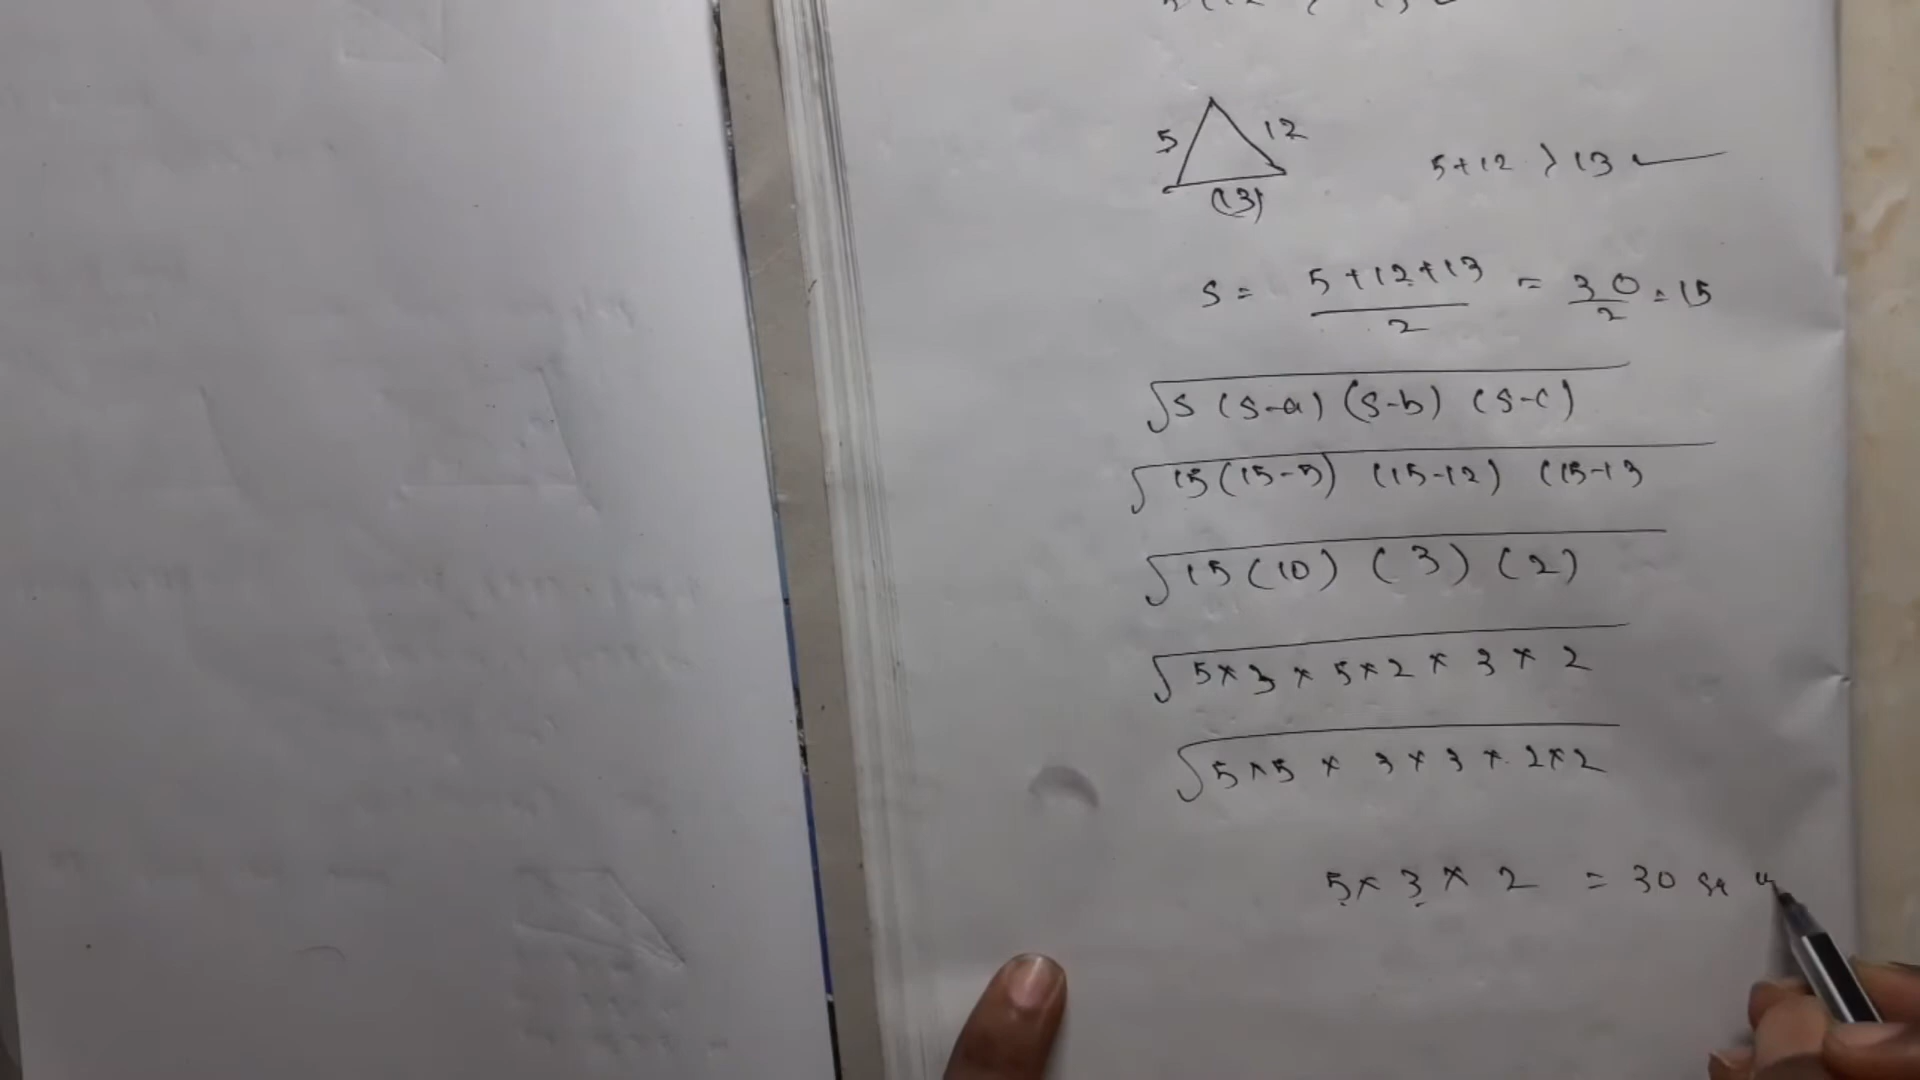 5
12
(13)
5+12 > 13
S = 5+12+13 / 2 = 30 / 2 = 15
√S (S-a) (S-b) (S-c)
√15 (15-5) (15-12) (15-13
√15 (10) (3) (2)
√5 × 3 × 5 × 2 × 3 × 2
√5 × 5 × 3 × 3 × 2 × 2
5 × 3 × 2 = 30